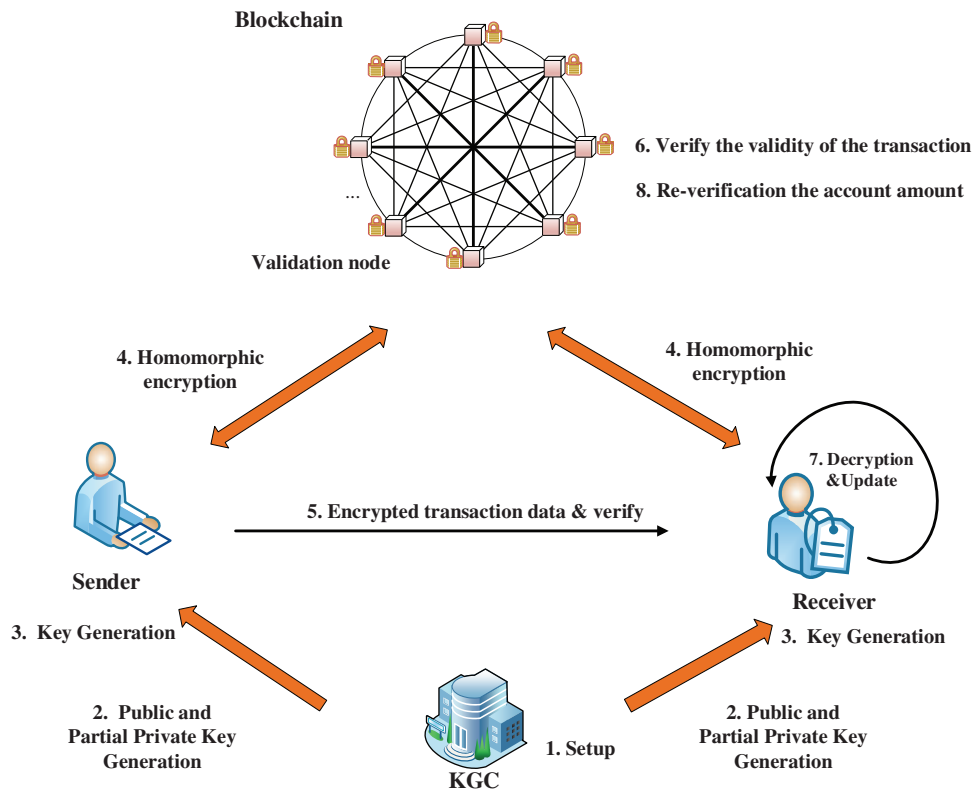 Blockchain
6. Verify the validity of the transaction
8. Re-verification the account amount
...
Validation node
4. Homomorphic
encryption
4. Homomorphic
encryption
7. Decryption
&Update
5. Encrypted transaction data & verify
Sender
Receiver
3. Key Generation
3. Key Generation
2. Public and
Partial Private Key
Generation
1. Setup
KGC
2. Public and
Partial Private Key
Generation